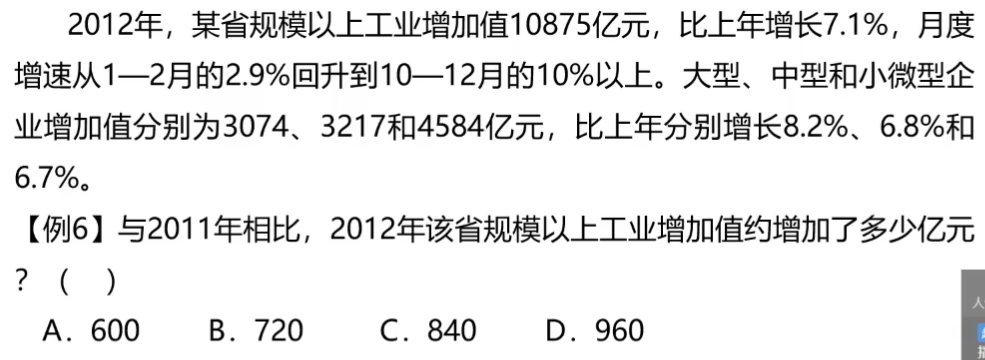 2012年，某省规模以上工业增加值10875亿元，比上年增长7.1%，月度
增速从1—2月的2.9%回升到10—12月的10%以上。大型、中型和小微型企
业增加值分别为3074、3217和4584亿元，比上年分别增长8.2%、6.8%和
6.7%。
【例6】与2011年相比，2012年该省规模以上工业增加值约增加了多少亿元
？（ ）
A．600 B．720 C．840 D．960
人